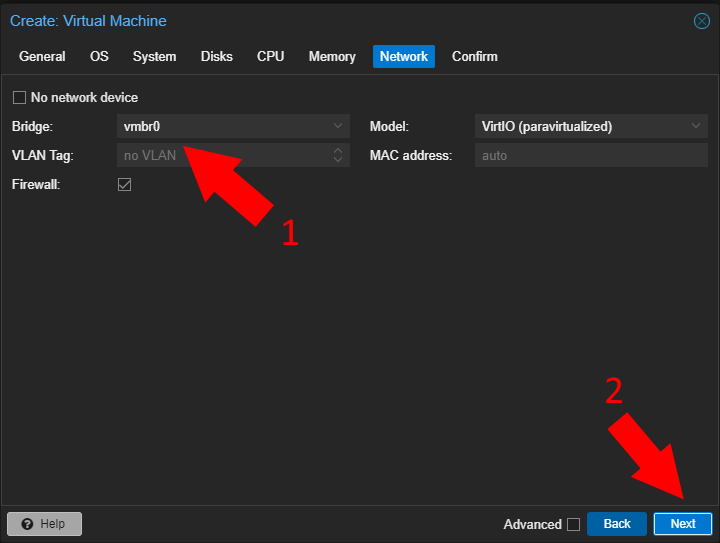 Create: Virtual Machine
General OS System Disks CPU Memory Network Confirm
No network device
Bridge: vmbr0 Model: VirtIO (paravirtualized)
VLAN Tag: no VLAN MAC address: auto
Firewall:
1
2
? Help Advanced Back Next